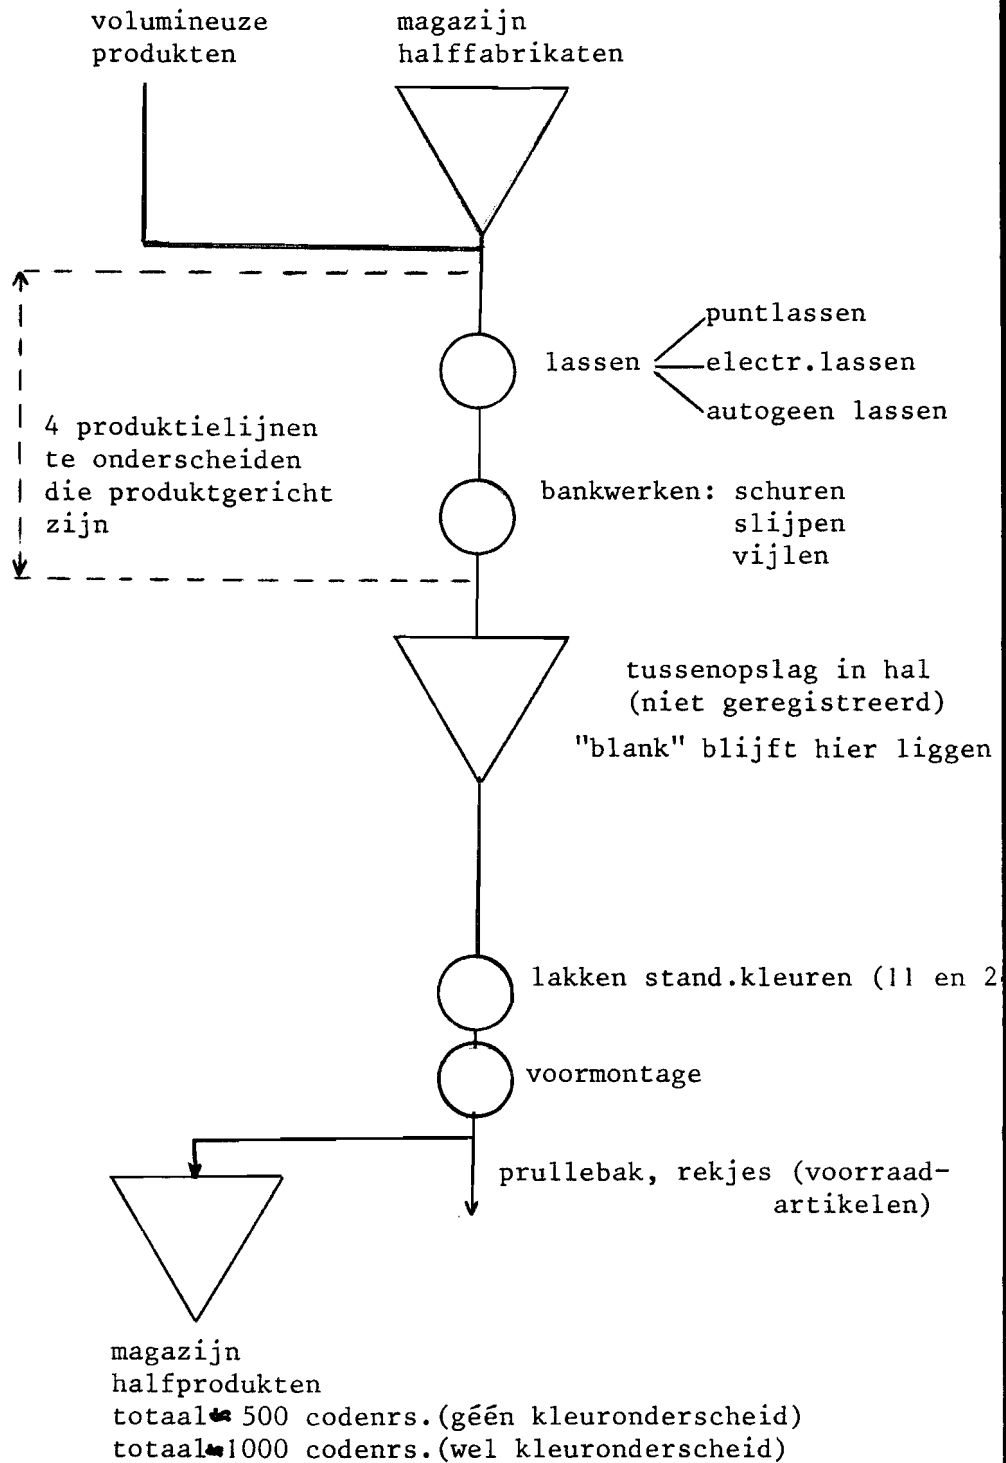 volumineuze
produkten
magazijn
halffabrikaten
puntlassen
lassen
electr.lassen
autogeen lassen
4 produktielijnen
te onderscheiden
die produktgericht
zijn
bankwerken: schuren
slijpen
vijlen
tussenopslag in hal
(niet geregistreerd)
"blank" blijft hier liggen
lakken stand.kleuren (11 en 2
voormontage
prullebak, rekjes (voorraad-
artikelen)
magazijn
halfprodukten
totaal 500 codenrs.(géén kleuronderscheid)
totaal 1000 codenrs.(wel kleuronderscheid)